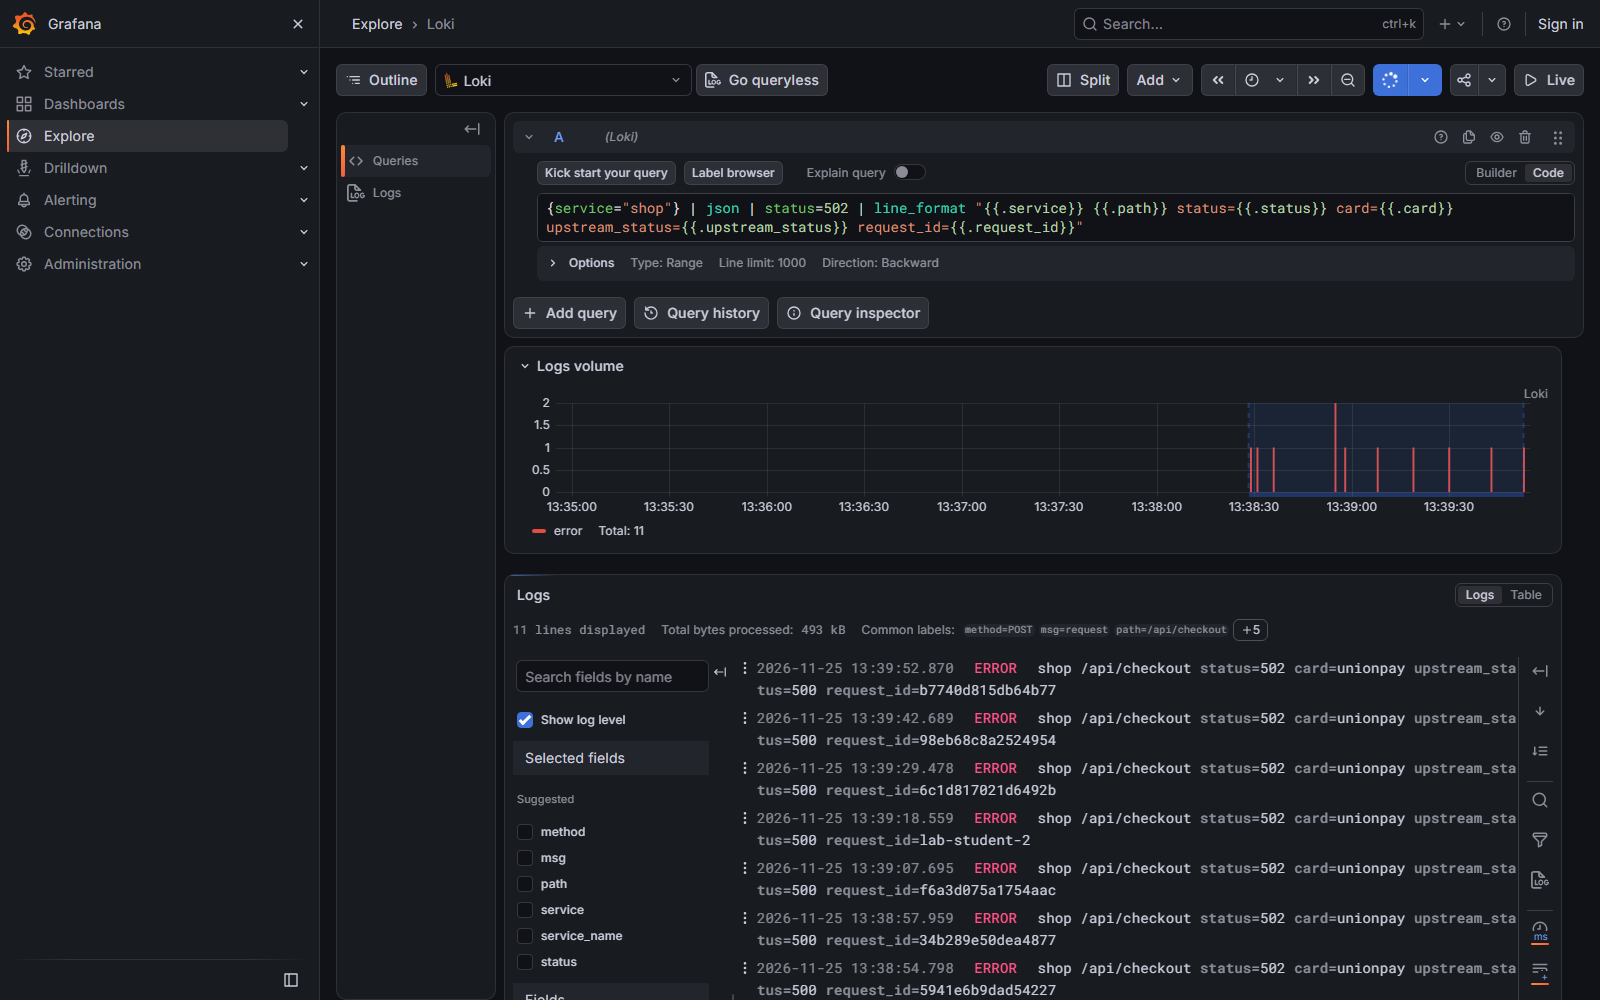 Grafana
Starred
Dashboards
Explore
Drilldown
Alerting
Connections
Administration
Explore › Loki
Search...
ctrl+k
Sign in
Outline
Loki
Go queryless
Split
Add
Live
Queries
Logs
A
(Loki)
Kick start your query
Label browser
Explain query
Builder
Code
{service="shop"} | json | status=502 | line_format "{{.service}} {{.path}} status={{.status}} card={{.card}}
upstream_status={{.upstream_status}} request_id={{.request_id}}"
Options Type: Range Line limit: 1000 Direction: Backward
Add query
Query history
Query inspector
Logs volume
Loki
2
1.5
1
0.5
0
13:35:00 13:35:30 13:36:00 13:36:30 13:37:00 13:37:30 13:38:00 13:38:30 13:39:00 13:39:30
error Total: 11
Logs
Logs
Table
11 lines displayed Total bytes processed: 493 kB Common labels: method=POST msg=request path=/api/checkout +5
Search fields by name
Show log level
Selected fields
Suggested
method
msg
path
service
service_name
status
Fields
2026-11-25 13:39:52.870 ERROR shop /api/checkout status=502 card=unionpay upstream_sta
tus=500 request_id=b7740d815db64b77
2026-11-25 13:39:42.689 ERROR shop /api/checkout status=502 card=unionpay upstream_sta
tus=500 request_id=98eb68c8a2524954
2026-11-25 13:39:29.478 ERROR shop /api/checkout status=502 card=unionpay upstream_sta
tus=500 request_id=6c1d817021d6492b
2026-11-25 13:39:18.559 ERROR shop /api/checkout status=502 card=unionpay upstream_sta
tus=500 request_id=lab-student-2
2026-11-25 13:39:07.695 ERROR shop /api/checkout status=502 card=unionpay upstream_sta
tus=500 request_id=f6a3d075a1754aac
2026-11-25 13:38:57.959 ERROR shop /api/checkout status=502 card=unionpay upstream_sta
tus=500 request_id=34b289e50dea4877
2026-11-25 13:38:54.798 ERROR shop /api/checkout status=502 card=unionpay upstream_sta
tus=500 request_id=5941e6b9dad54227
LOG
ms